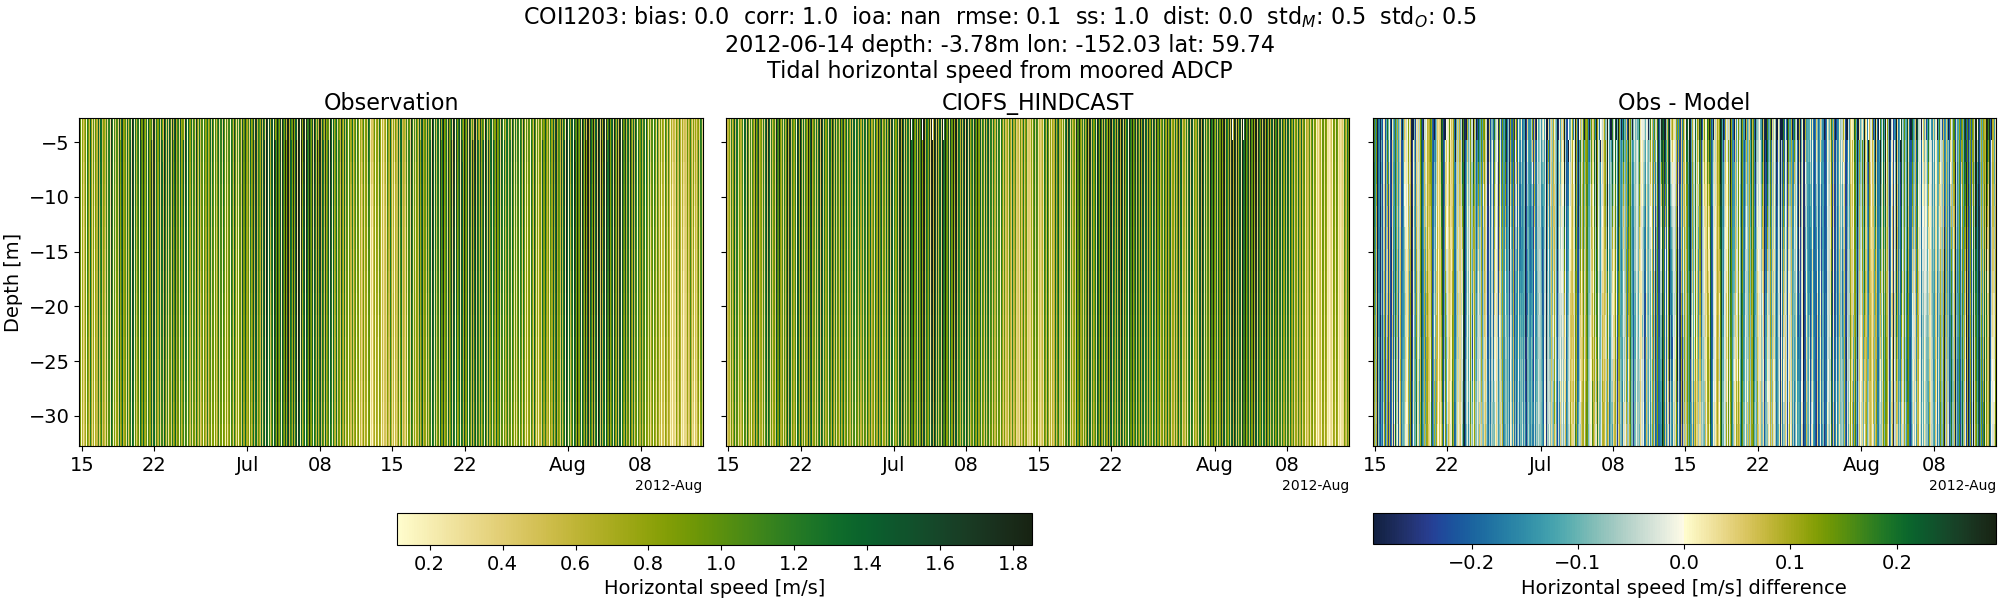 COI1203: bias: 0.0 corr: 1.0 ioa: nan rmse: 0.1 ss: 1.0 dist: 0.0 std_M: 0.5 std_O: 0.5
2012-06-14 depth: -3.78m lon: -152.03 lat: 59.74
Tidal horizontal speed from moored ADCP
Observation
CIOFS_HINDCAST
Obs - Model
Depth [m]
−5
−10
−15
−20
−25
−30
15 22 Jul 08 15 22 Aug 08
2012-Aug
15 22 Jul 08 15 22 Aug 08
2012-Aug
15 22 Jul 08 15 22 Aug 08
2012-Aug
0.2 0.4 0.6 0.8 1.0 1.2 1.4 1.6 1.8
Horizontal speed [m/s]
−0.2 −0.1 0.0 0.1 0.2
Horizontal speed [m/s] difference